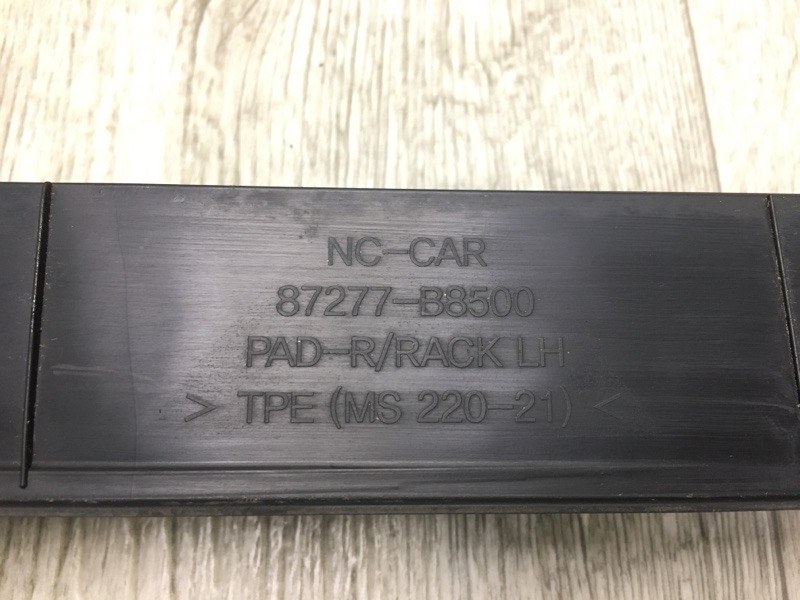 NC-CAR
87277-B8500
PAD-R/RACK LH
> TPE (MS 220-21) <